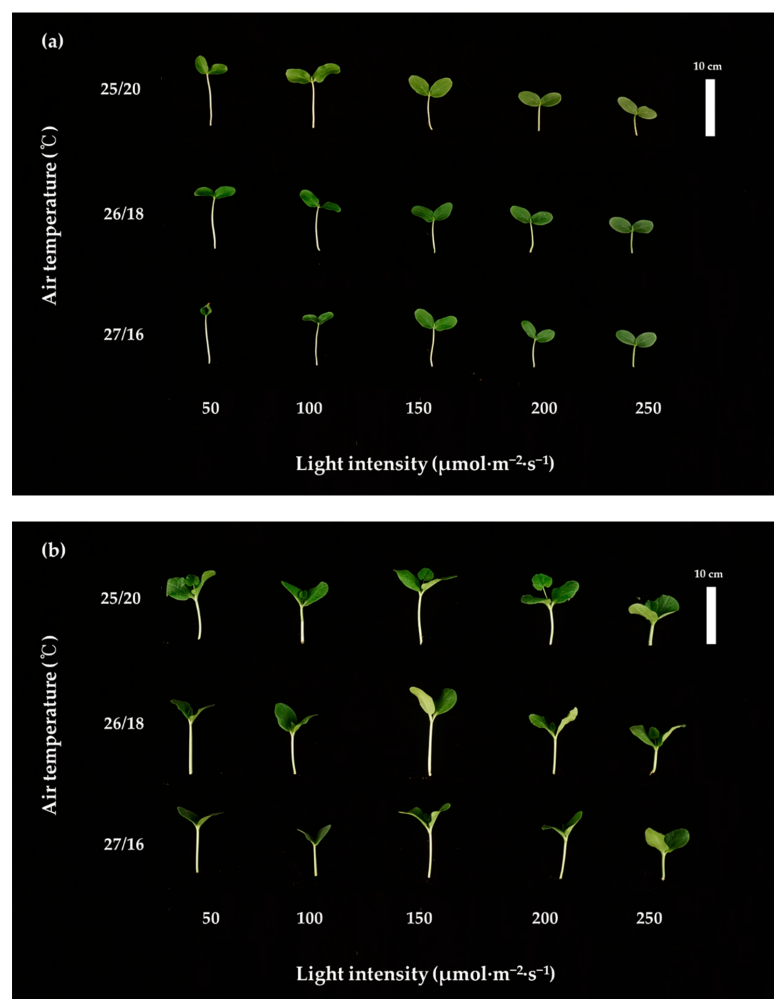 (a)
10 cm
25/20
26/18
27/16
Air temperature (℃)
50 100 150 200 250
Light intensity (μmol·m⁻²·s⁻¹)
(b)
10 cm
25/20
26/18
27/16
Air temperature (℃)
50 100 150 200 250
Light intensity (μmol·m⁻²·s⁻¹)